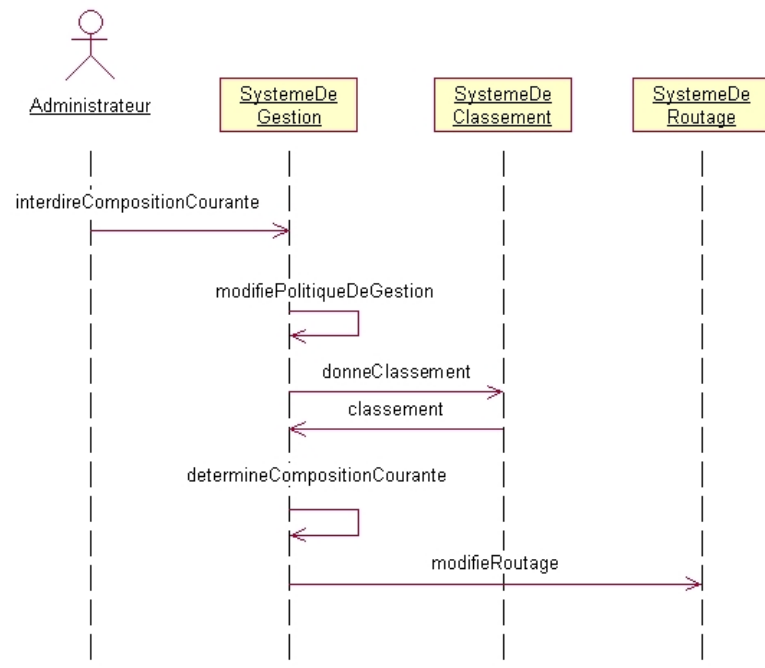 Administrateur
SystemeDe
Gestion
SystemeDe
Classement
SystemeDe
Routage
interdireCompositionCourante
modifiePolitiqueDeGestion
donneClassement
classement
determineCompositionCourante
modifieRoutage